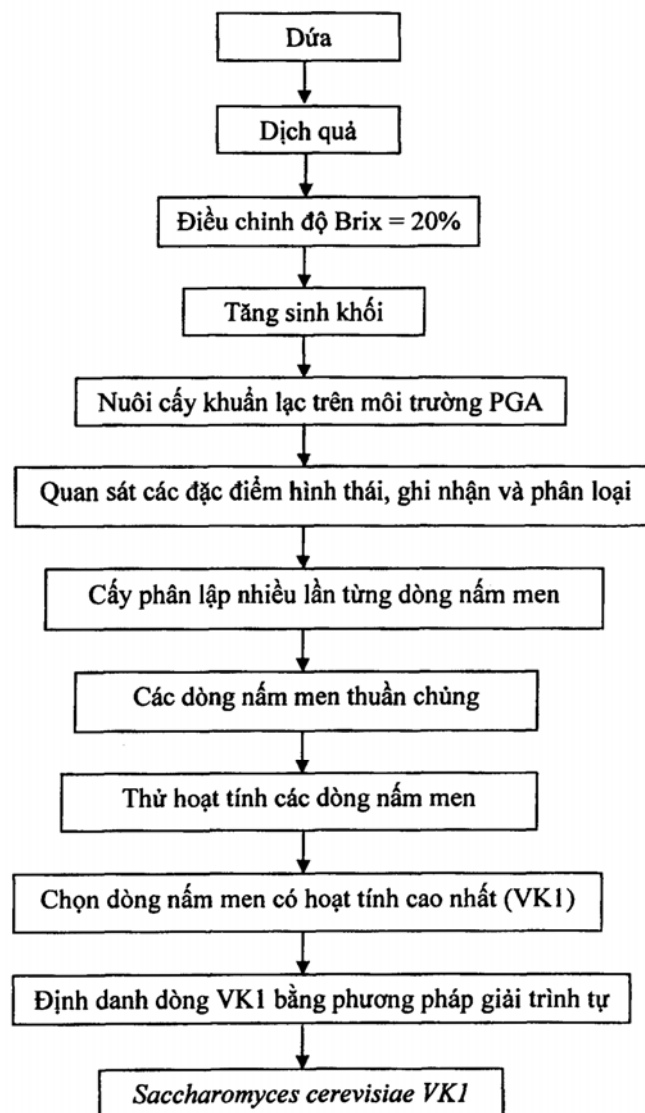 Dứa
Dịch quả
Điều chỉnh độ Brix = 20%
Tăng sinh khối
Nuôi cấy khuẩn lạc trên môi trường PGA
Quan sát các đặc điểm hình thái, ghi nhận và phân loại
Cấy phân lập nhiều lần từng dòng nấm men
Các dòng nấm men thuần chủng
Thử hoạt tính các dòng nấm men
Chọn dòng nấm men có hoạt tính cao nhất (VK1)
Định danh dòng VK1 bằng phương pháp giải trình tự
Saccharomyces cerevisiae VK1